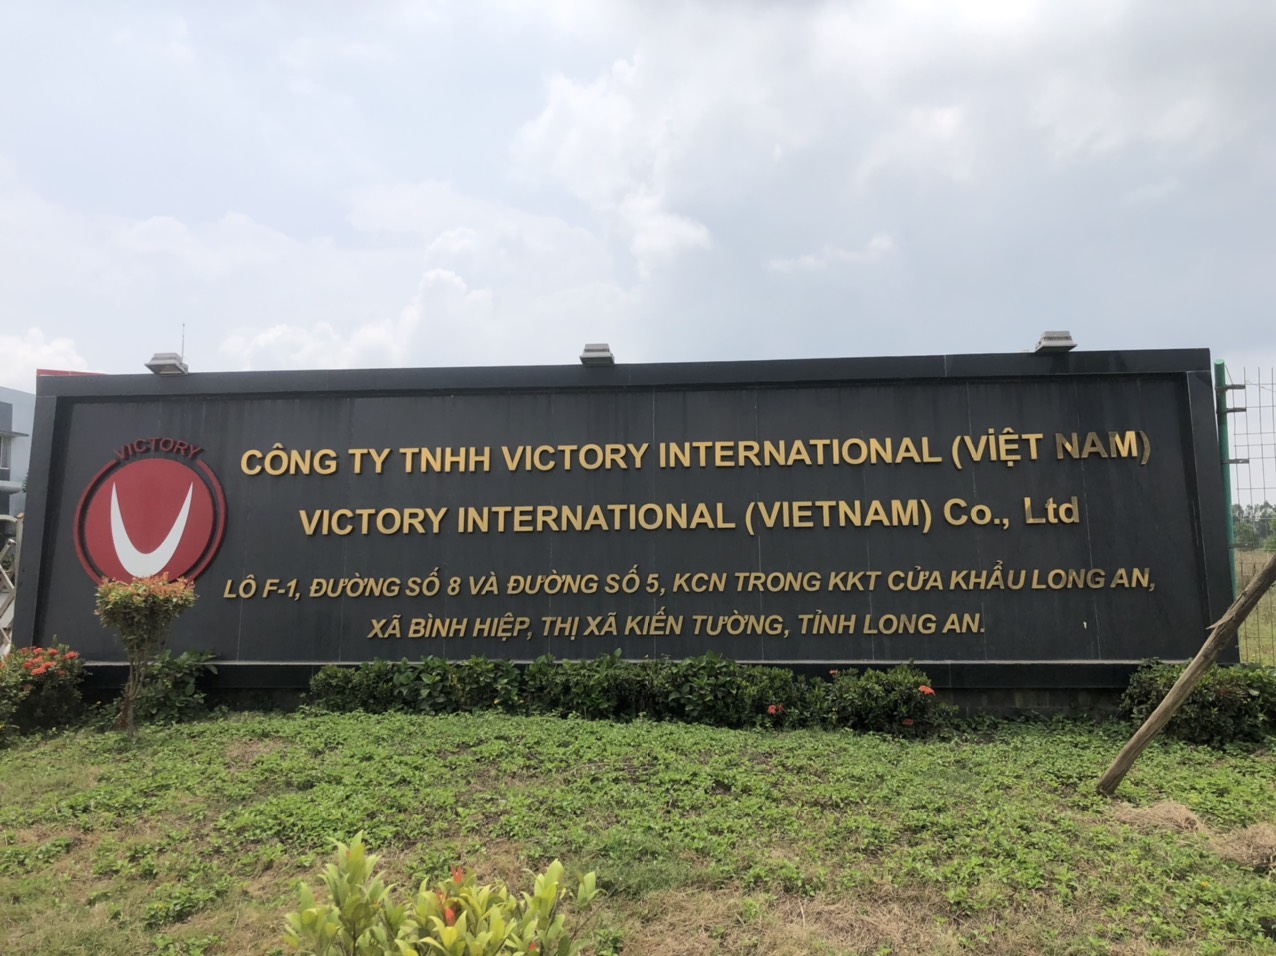 VICTORY
CÔNG TY TNHH VICTORY INTERNATIONAL (VIỆT NAM)
VICTORY INTERNATIONAL (VIETNAM) Co., Ltd
LÔ F-1, ĐƯỜNG SỐ 8 VÀ ĐƯỜNG SỐ 5, KCN TRONG KKT CỬA KHẨU LONG AN,
XÃ BÌNH HIỆP, THỊ XÃ KIẾN TƯỜNG, TỈNH LONG AN.